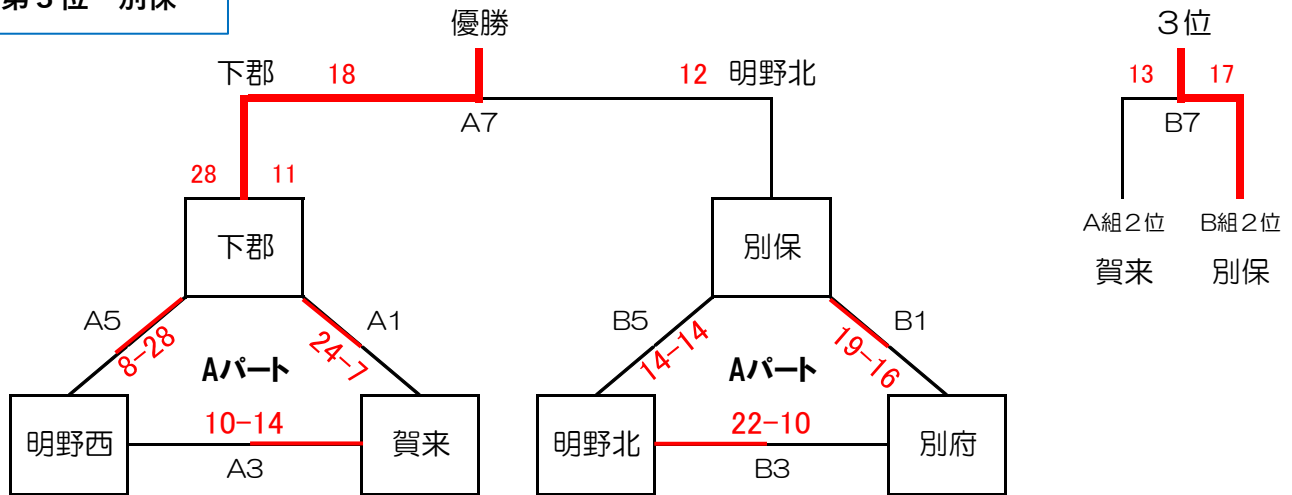 第３位　別保
優勝
下郡　18　12　明野北
A7
28　11
下郡
別保
A5　A1
8-28　24-7
Aパート
明野西　10-14　賀来
A3
B5　B1
14-14　19-16
Aパート
明野北　22-10　別府
B3
３位
13　17
B7
A組２位　B組２位
賀来　別保